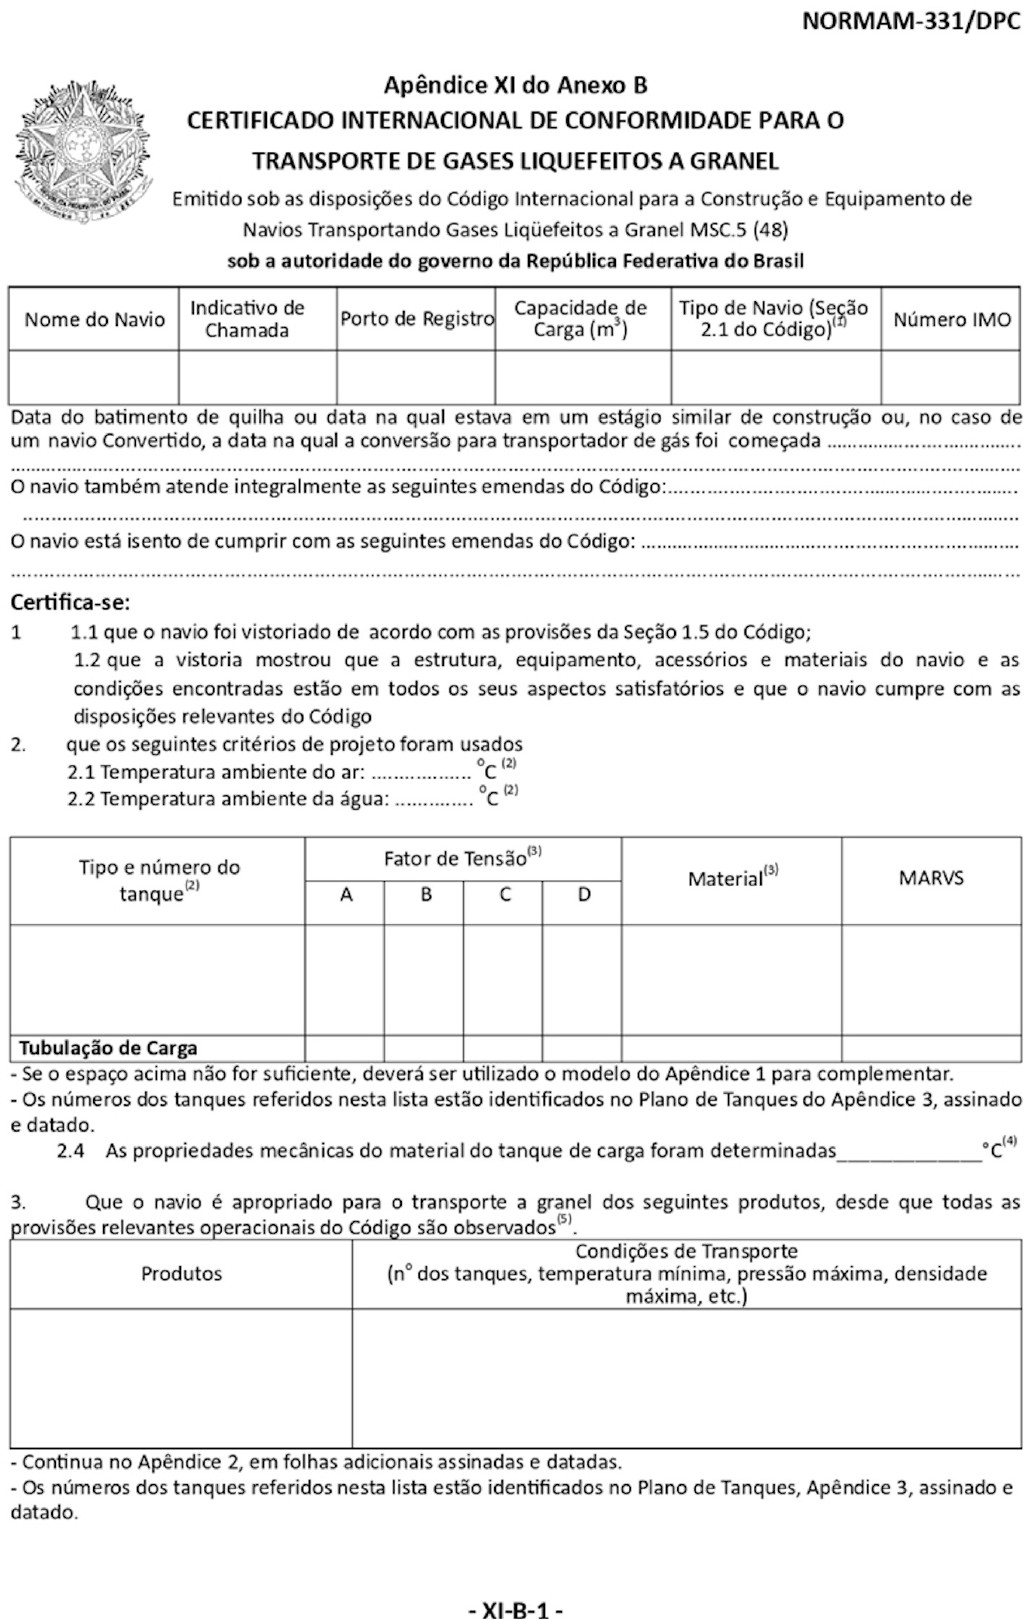 NORMAM-331/DPC
Apêndice XI do Anexo B
CERTIFICADO INTERNACIONAL DE CONFORMIDADE PARA O
TRANSPORTE DE GASES LIQUEFEITOS A GRANEL
Emitido sob as disposições do Código Internacional para a Construção e Equipamento de
Navios Transportando Gases Liqüefeitos a Granel MSC.5 (48)
sob a autoridade do governo da República Federativa do Brasil
Nome do Navio
Indicativo de
Chamada
Porto de Registro
Capacidade de
Carga (m³)
Tipo de Navio (Seção
2.1 do Código)⁽¹⁾
Número IMO
Data do batimento de quilha ou data na qual estava em um estágio similar de construção ou, no caso de
um navio Convertido, a data na qual a conversão para transportador de gás foi começada ....................................
....................................................................................................................................................................................
O navio também atende integralmente as seguintes emendas do Código:................................................................
....................................................................................................................................................................................
O navio está isento de cumprir com as seguintes emendas do Código: ....................................................................
....................................................................................................................................................................................
Certifica-se:
1 1.1 que o navio foi vistoriado de acordo com as provisões da Seção 1.5 do Código;
1.2 que a vistoria mostrou que a estrutura, equipamento, acessórios e materiais do navio e as
condições encontradas estão em todos os seus aspectos satisfatórios e que o navio cumpre com as
disposições relevantes do Código
2. que os seguintes critérios de projeto foram usados
2.1 Temperatura ambiente do ar: .................. °C ⁽²⁾
2.2 Temperatura ambiente da água: .............. °C ⁽²⁾
Tipo e número do
tanque⁽²⁾
Fator de Tensão⁽³⁾
A B C D
Material⁽³⁾
MARVS
Tubulação de Carga
- Se o espaço acima não for suficiente, deverá ser utilizado o modelo do Apêndice 1 para complementar.
- Os números dos tanques referidos nesta lista estão identificados no Plano de Tanques do Apêndice 3, assinado
e datado.
2.4 As propriedades mecânicas do material do tanque de carga foram determinadas______________°C⁽⁴⁾
3. Que o navio é apropriado para o transporte a granel dos seguintes produtos, desde que todas as
provisões relevantes operacionais do Código são observados⁽⁵⁾.
Produtos
Condições de Transporte
(n° dos tanques, temperatura mínima, pressão máxima, densidade
máxima, etc.)
- Continua no Apêndice 2, em folhas adicionais assinadas e datadas.
- Os números dos tanques referidos nesta lista estão identificados no Plano de Tanques, Apêndice 3, assinado e
datado.
- XI-B-1 -